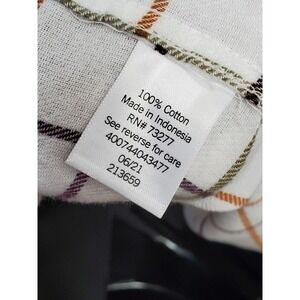 100% Cotton
Made in Indonesia
RN# 73277
See reverse for care
400744043477
06/21
213659